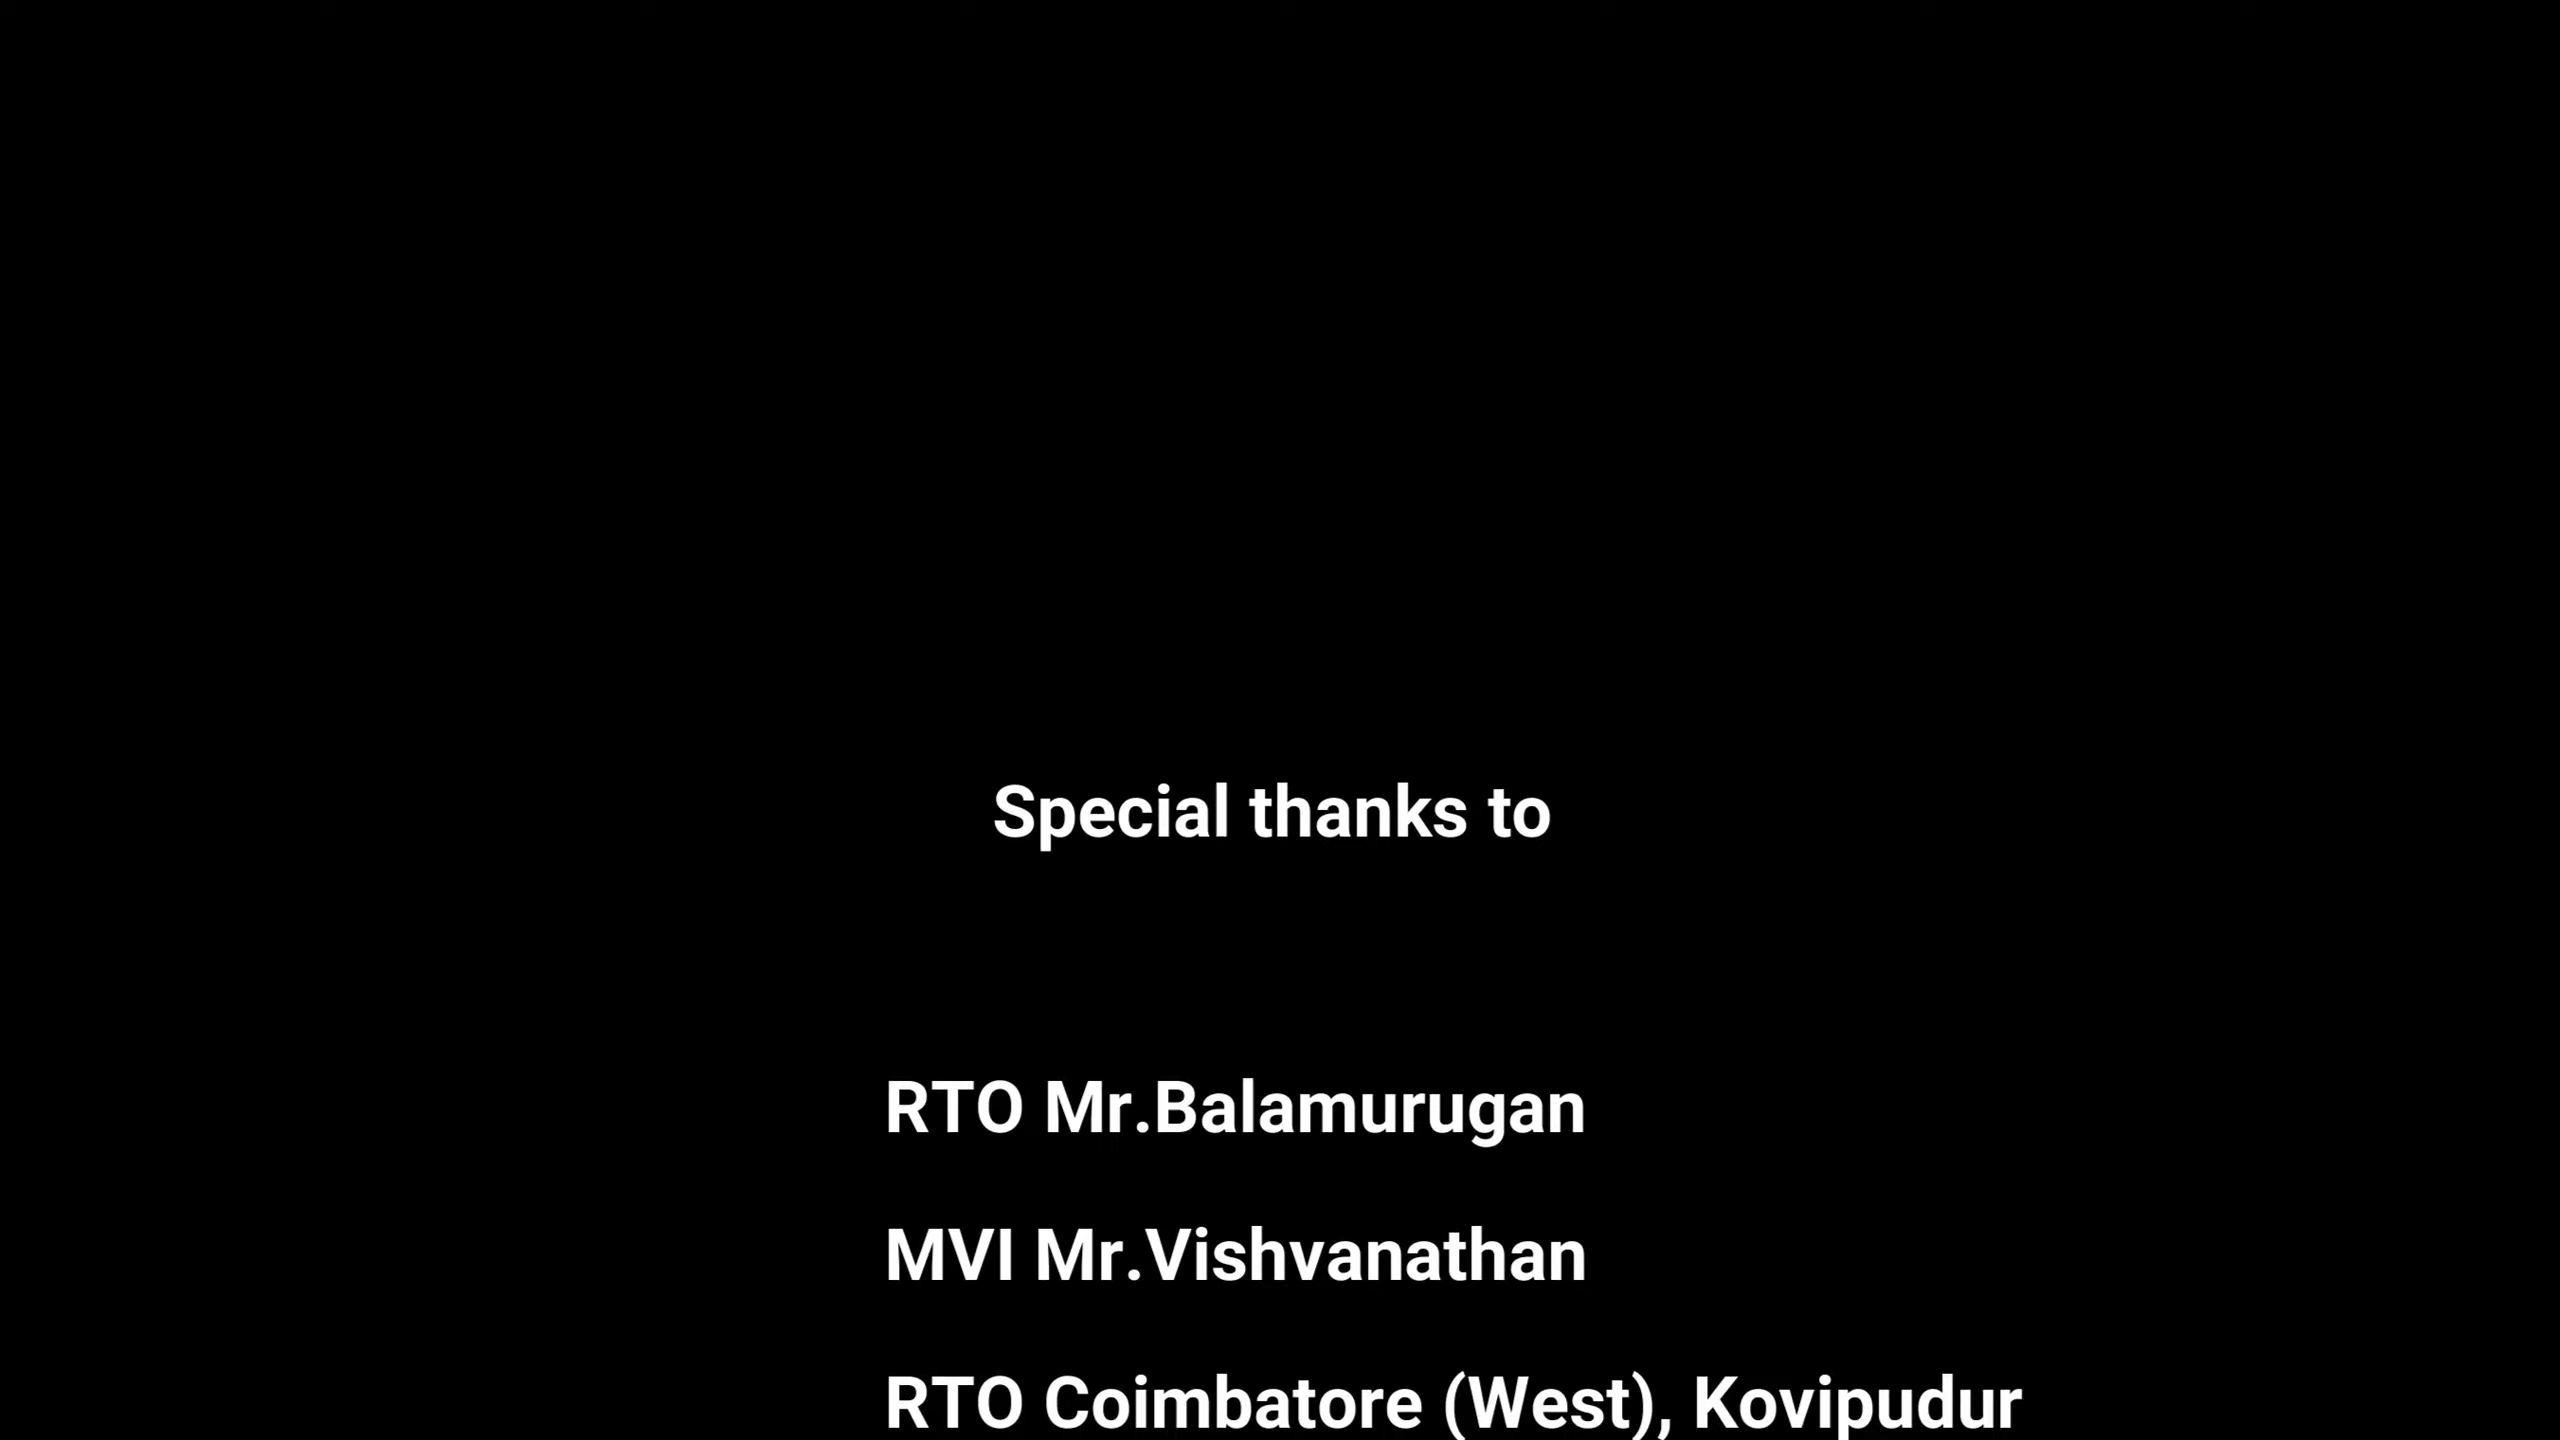 Special thanks to
RTO Mr.Balamurugan
MVI Mr.Vishvanathan
RTO Coimbatore (West), Kovipudur